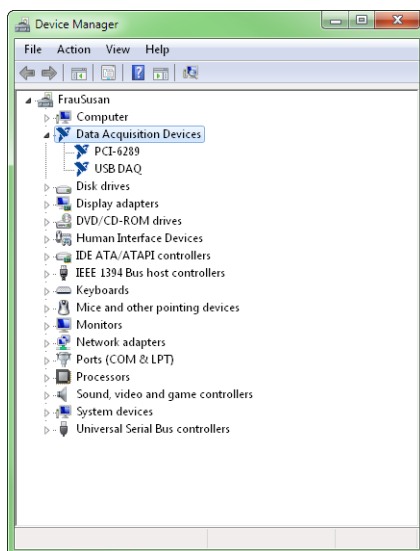 Device Manager
File Action View Help
FrauSusan
Computer
Data Acquisition Devices
PCI-6289
USB DAQ
Disk drives
Display adapters
DVD/CD-ROM drives
Human Interface Devices
IDE ATA/ATAPI controllers
IEEE 1394 Bus host controllers
Keyboards
Mice and other pointing devices
Monitors
Network adapters
Ports (COM & LPT)
Processors
Sound, video and game controllers
System devices
Universal Serial Bus controllers